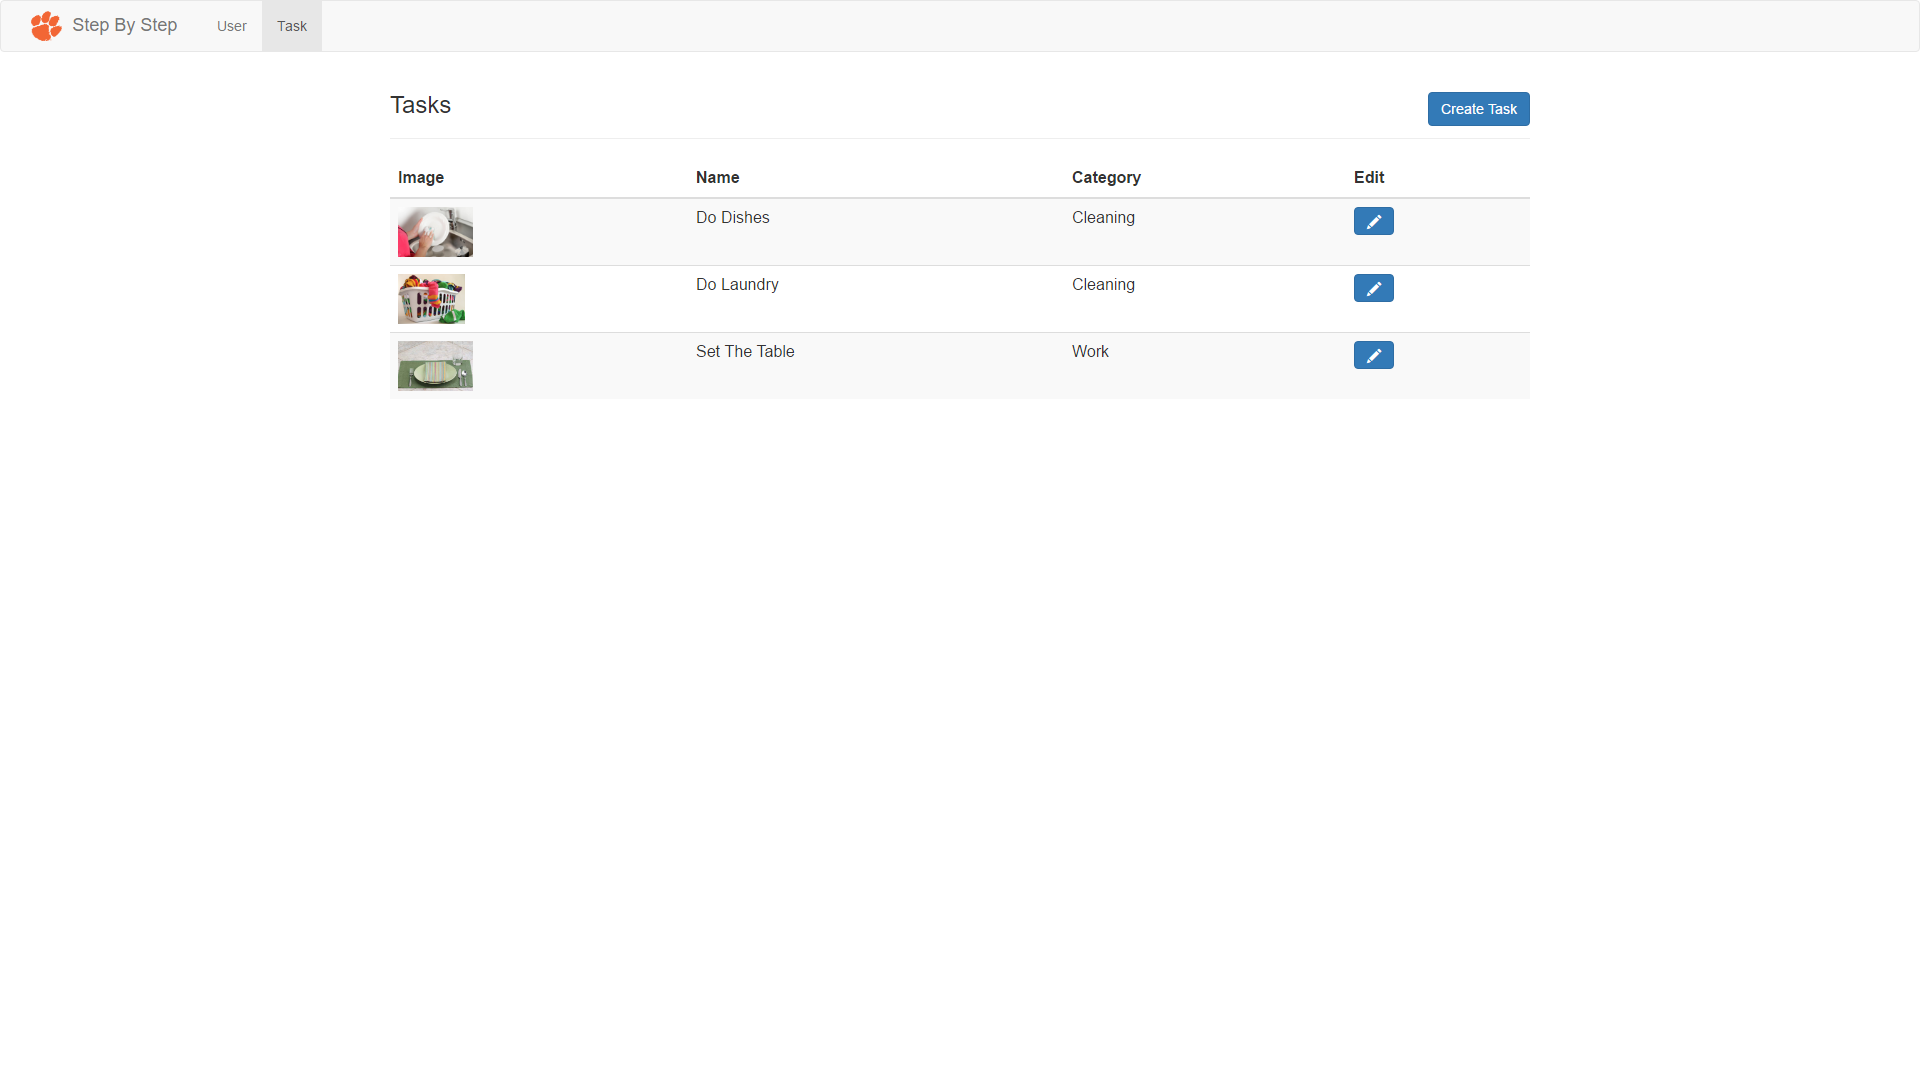 Step By Step User Task
Tasks Create Task
Image Name Category Edit
Do Dishes Cleaning
Do Laundry Cleaning
Set The Table Work